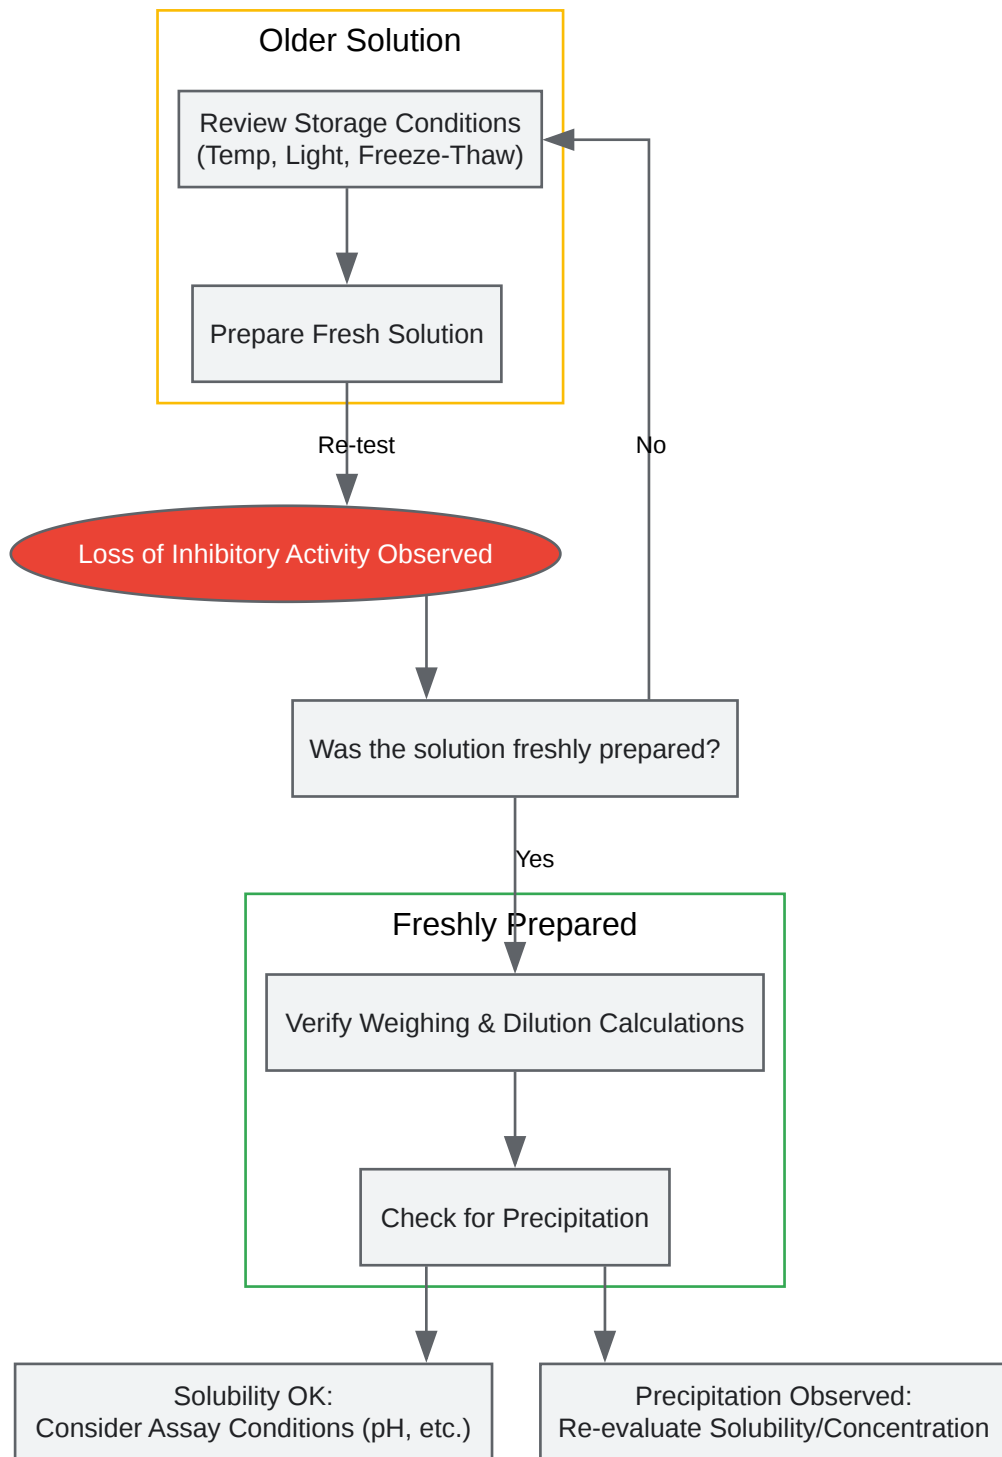 Older Solution
Review Storage Conditions
(Temp, Light, Freeze-Thaw)
Prepare Fresh Solution
Re-test
No
Loss of Inhibitory Activity Observed
Was the solution freshly prepared?
Yes
Freshly Prepared
Verify Weighing & Dilution Calculations
Check for Precipitation
Solubility OK:
Consider Assay Conditions (pH, etc.)
Precipitation Observed:
Re-evaluate Solubility/Concentration